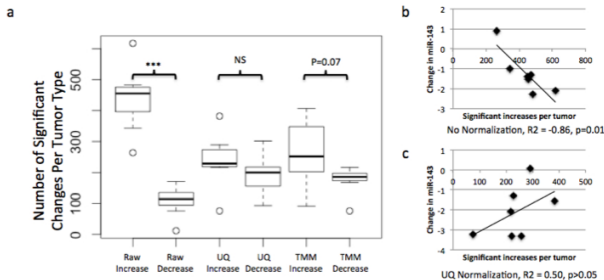 a
Number of Significant
Changes Per Tumor Type
500
300
100
0
***
NS
P=0.07
Raw
Increase
Raw
Decrease
UQ
Increase
UQ
Decrease
TMM
Increase
TMM
Decrease
b
Change in miR-143
2
1
0
-1
-2
-3
0 200 400 600 800
Significant increases per tumor
No Normalization, R2 = -0.86, p=0.01
c
Change in miR-143
1
0
-1
-2
-3
-4
0 200 400 600
Significant increases per tumor
UQ Normalization, R2 = 0.50, p>0.05